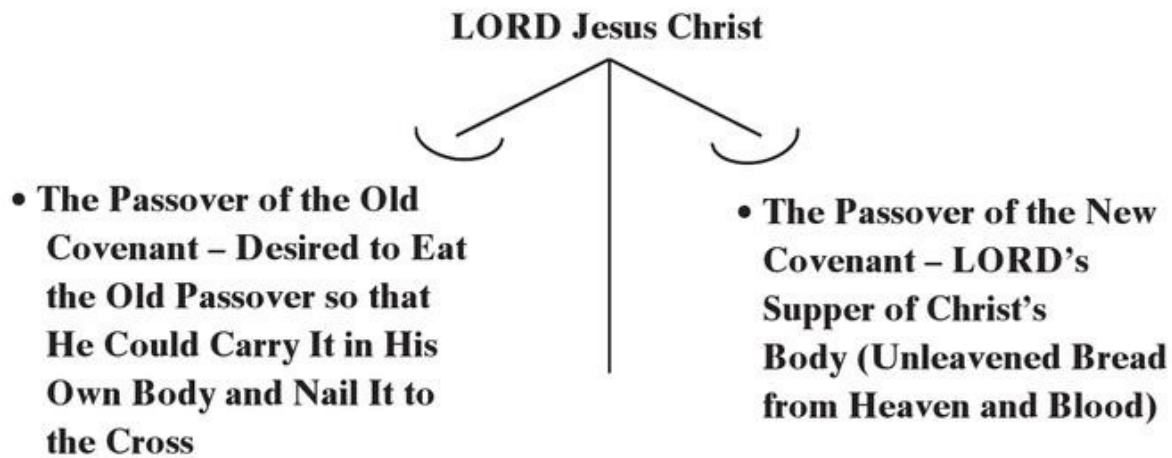 LORD Jesus Christ
• The Passover of the Old
Covenant – Desired to Eat
the Old Passover so that
He Could Carry It in His
Own Body and Nail It to
the Cross
• The Passover of the New
Covenant – LORD’s
Supper of Christ’s
Body (Unleavened Bread
from Heaven and Blood)